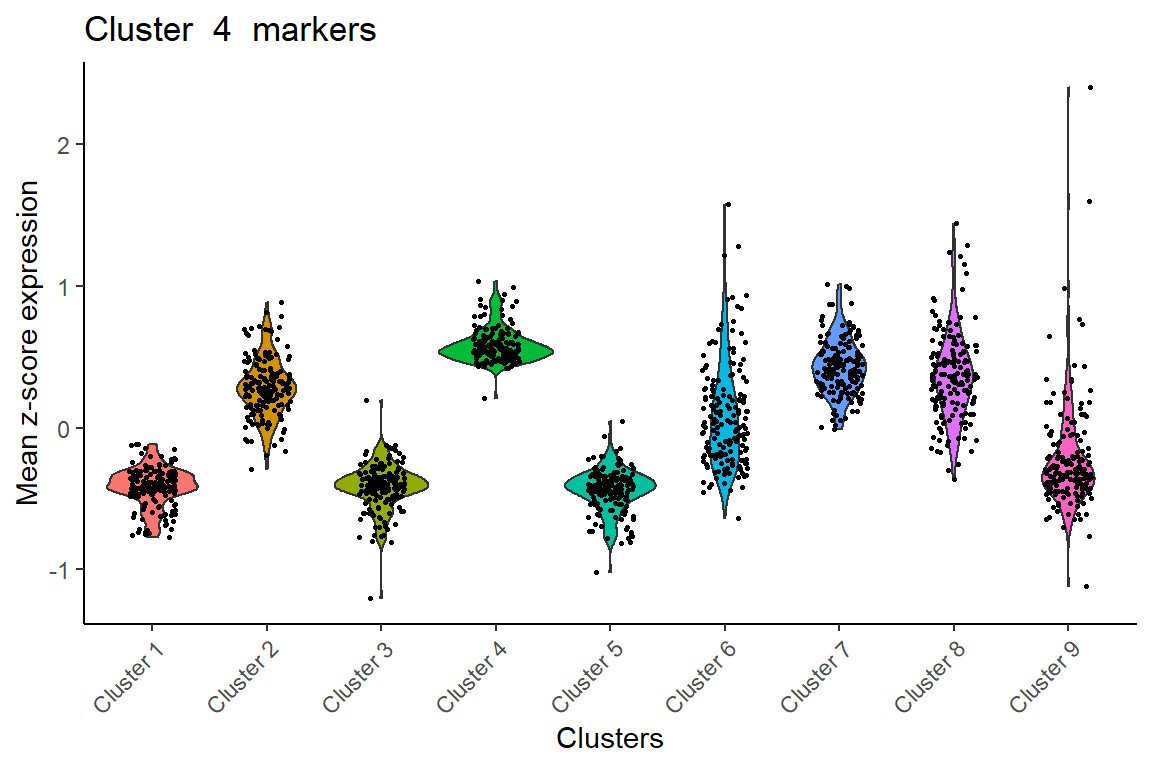 Cluster  4  markers
Mean z-score expression
2
1
0
-1
Cluster 1
Cluster 2
Cluster 3
Cluster 4
Cluster 5
Cluster 6
Cluster 7
Cluster 8
Cluster 9
Clusters